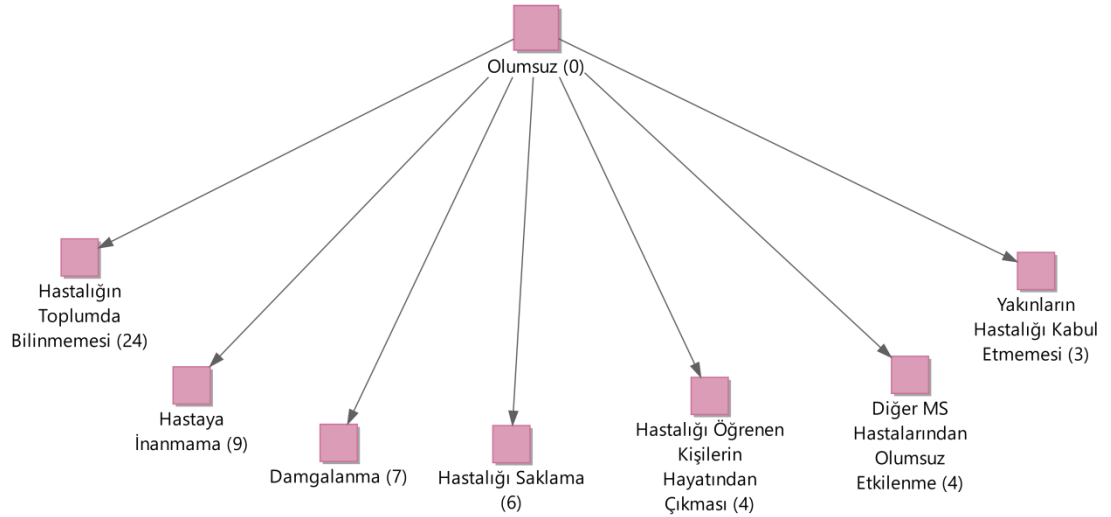 Olumsuz (0)
Hastalığın
Toplumda
Bilinmemesi (24)
Hastaya
İnanmama (9)
Damgalanma (7)
Hastalığı Saklama
(6)
Hastalığı Öğrenen
Kişilerin
Hayatından
Çıkması (4)
Diğer MS
Hastalarından
Olumsuz
Etkilenme (4)
Yakınların
Hastalığı Kabul
Etmemesi (3)